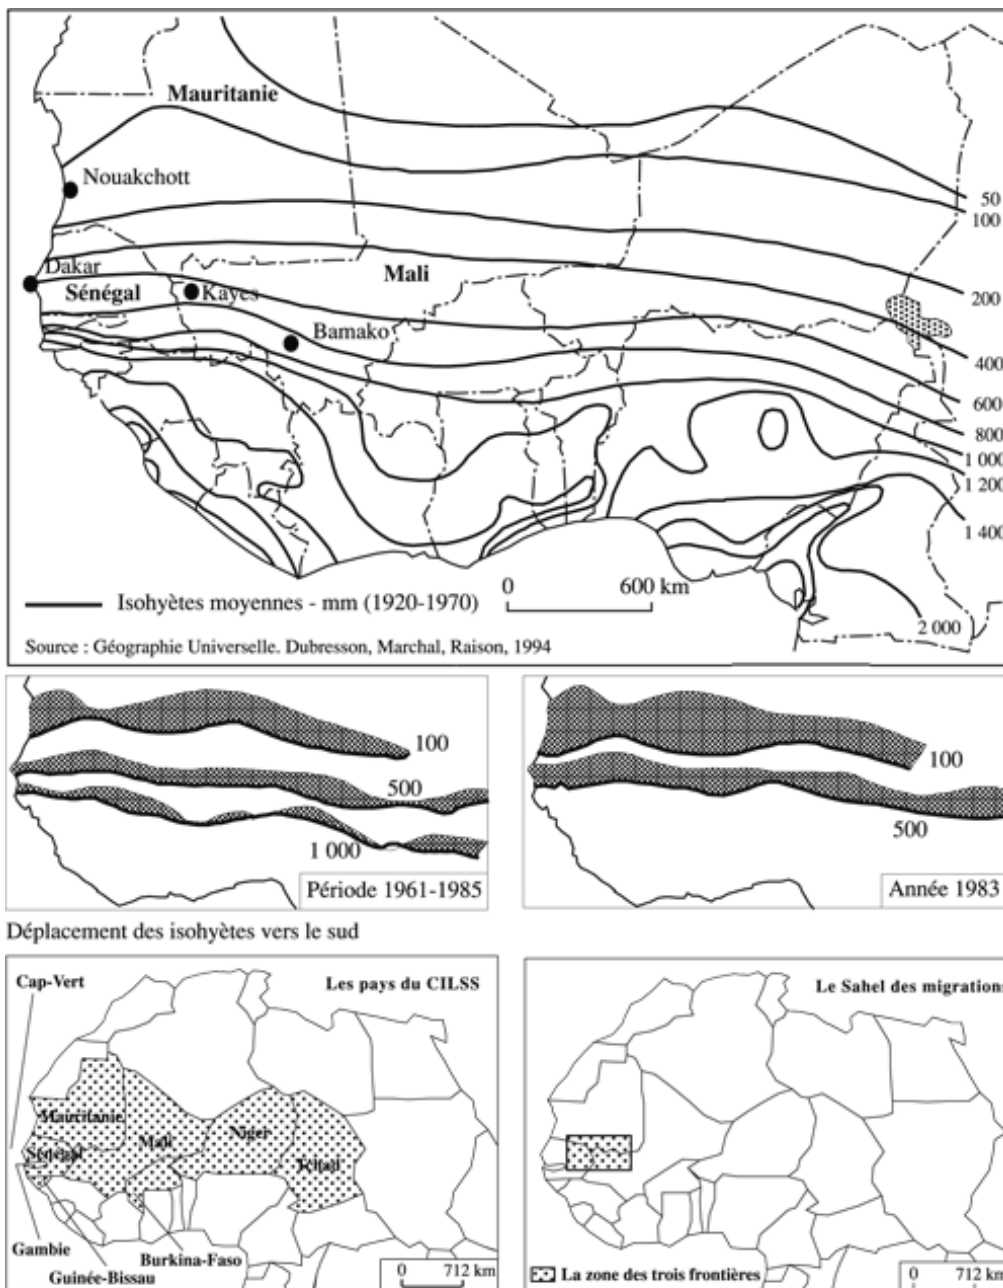 Mauritanie
Nouakchott
50
100
Dakar
Mali
Sénégal
Kayes
200
Bamako
400
600
800
1 000
1 200
1 400
0 600 km
Isohyètes moyennes - mm (1920-1970)
2 000
Source : Géographie Universelle. Dubresson, Marchal, Raison, 1994
100
500
1 000
Période 1961-1985
100
500
Année 1983
Déplacement des isohyètes vers le sud
Cap-Vert
Les pays du CILSS
Mauritanie
Sénégal
Mali
Niger
Tchad
Gambie
Burkina-Faso
Guinée-Bissau
0 712 km
Le Sahel des migrations
La zone des trois frontières
0 712 km